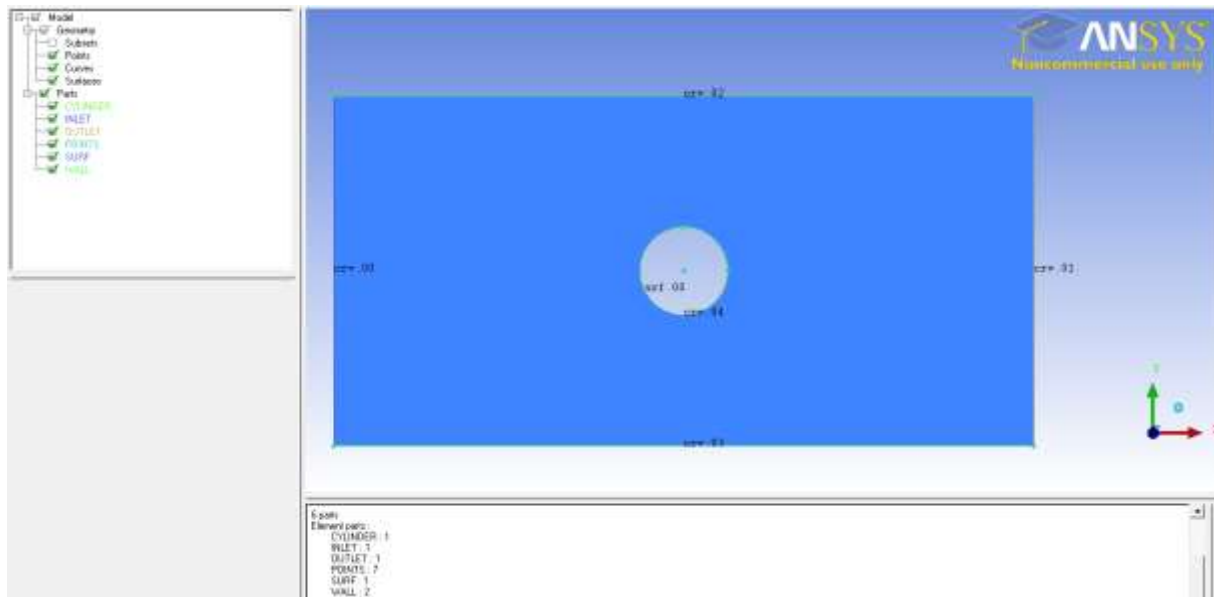 Model
Geometry
Subsets
Points
Curves
Surfaces
Parts
CYLINDER
INLET
OUTLET
POINTS
SURF
WALL
ANSYS
Noncommercial use only
crv.02
crv.00
crv.01
srf.00
crv.04
crv.03
6 parts
Element parts:
CYLINDER : 1
INLET : 1
OUTLET : 1
POINTS : 7
SURF : 1
WALL : 2